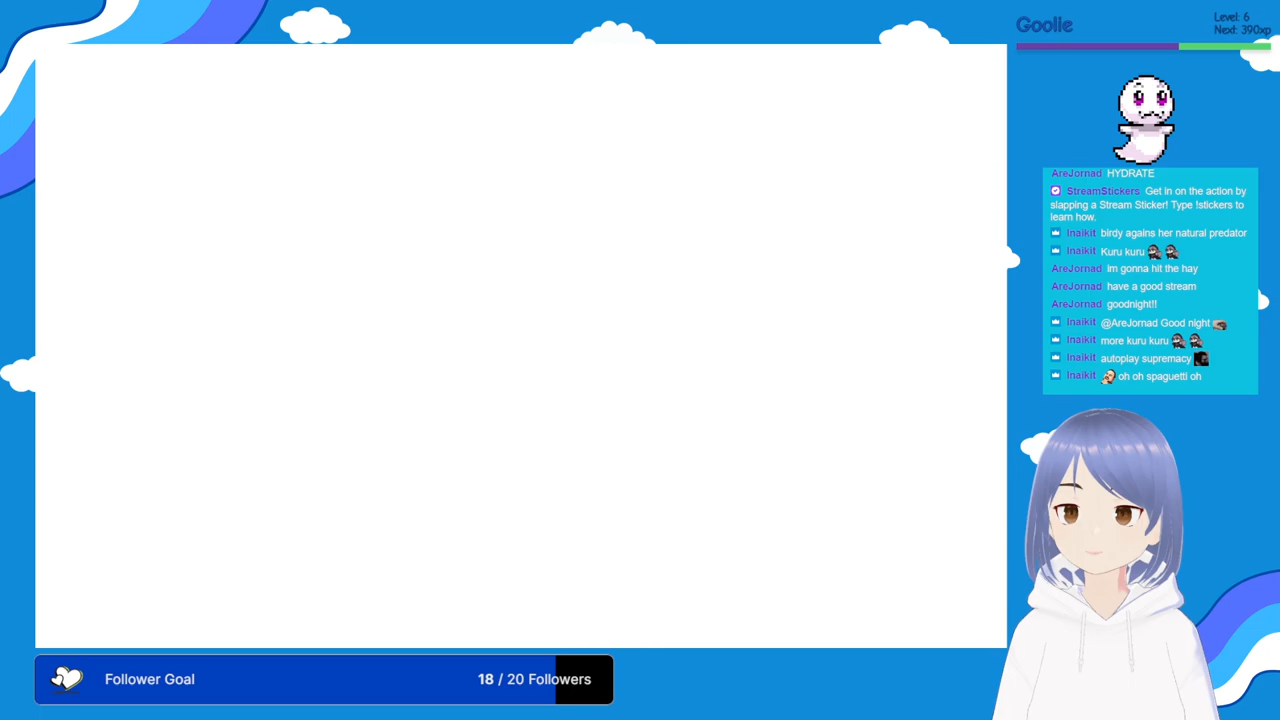 Goolie
Level: 6
Next: 390xp
AreJornad HYDRATE
StreamStickers Get in on the action by
slapping a Stream Sticker! Type !stickers to
learn how.
Inaikit birdy agains her natural predator
Inaikit Kuru kuru
AreJornad im gonna hit the hay
AreJornad have a good stream
AreJornad goodnight!!
Inaikit @AreJornad Good night
Inaikit more kuru kuru
Inaikit autoplay supremacy
Inaikit oh oh spaguetti oh
Follower Goal 18 / 20 Followers